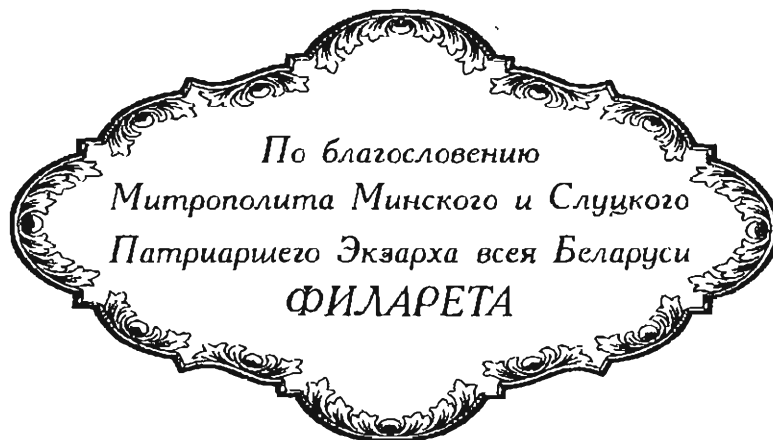 По благословению
Митрополита Минского и Слуцкого
Патриаршего Экзарха всея Беларуси
ФИЛАРЕТА